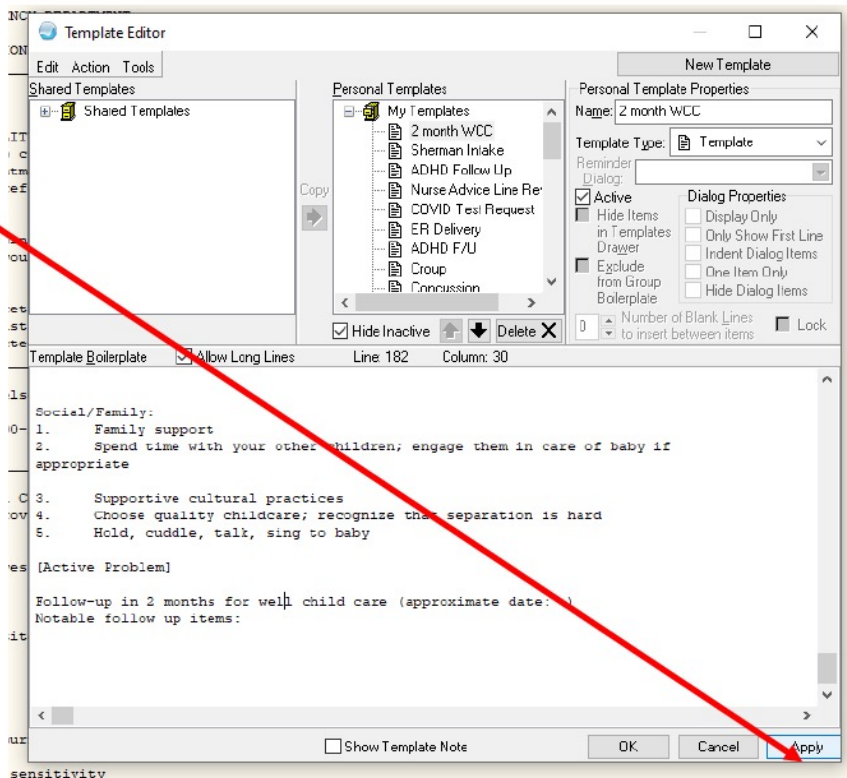 Template Editor
Edit Action Tools
New Template
Shared Templates
Shared Templates
Copy
Personal Templates
My Templates
2 month WCC
Sherman Intake
ADHD Follow Up
Nurse Advice Line Re
COVID Test Request
ER Delivery
ADHD F/U
Croup
Concussion
Hide Inactive
Delete
Personal Template Properties
Name: 2 month WCC
Template Type: Template
Reminder
Dialog:
Active
Hide Items
in Templates
Drawer
Exclude
from Group
Boilerplate
Dialog Properties
Display Only
Only Show First Line
Indent Dialog Items
One Item Only
Hide Dialog Items
0 Number of Blank Lines
to insert between items
Lock
Template Boilerplate Allow Long Lines Line: 182 Column: 30
Social/Family:
1. Family support
2. Spend time with your other children; engage them in care of baby if
appropriate
3. Supportive cultural practices
4. Choose quality childcare; recognize that separation is hard
5. Hold, cuddle, talk, sing to baby
[Active Problem]
Follow-up in 2 months for well child care (approximate date: )
Notable follow up items:
Show Template Note
OK Cancel Apply
sensitivity